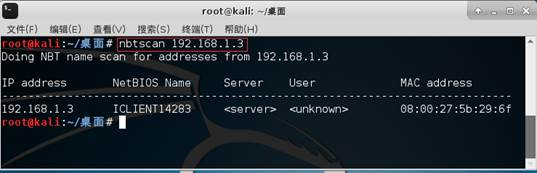 root@kali: ~/桌面
文件(F) 编辑(E) 查看(V) 搜索(S) 终端(T) 帮助(H)
root@kali:~/桌面# nbtscan 192.168.1.3
Doing NBT name scan for addresses from 192.168.1.3
IP address NetBIOS Name Server User MAC address
------------------------------------------------------------------------------
192.168.1.3 ICLIENT14283 <server> <unknown> 08:00:27:5b:29:6f
root@kali:~/桌面#